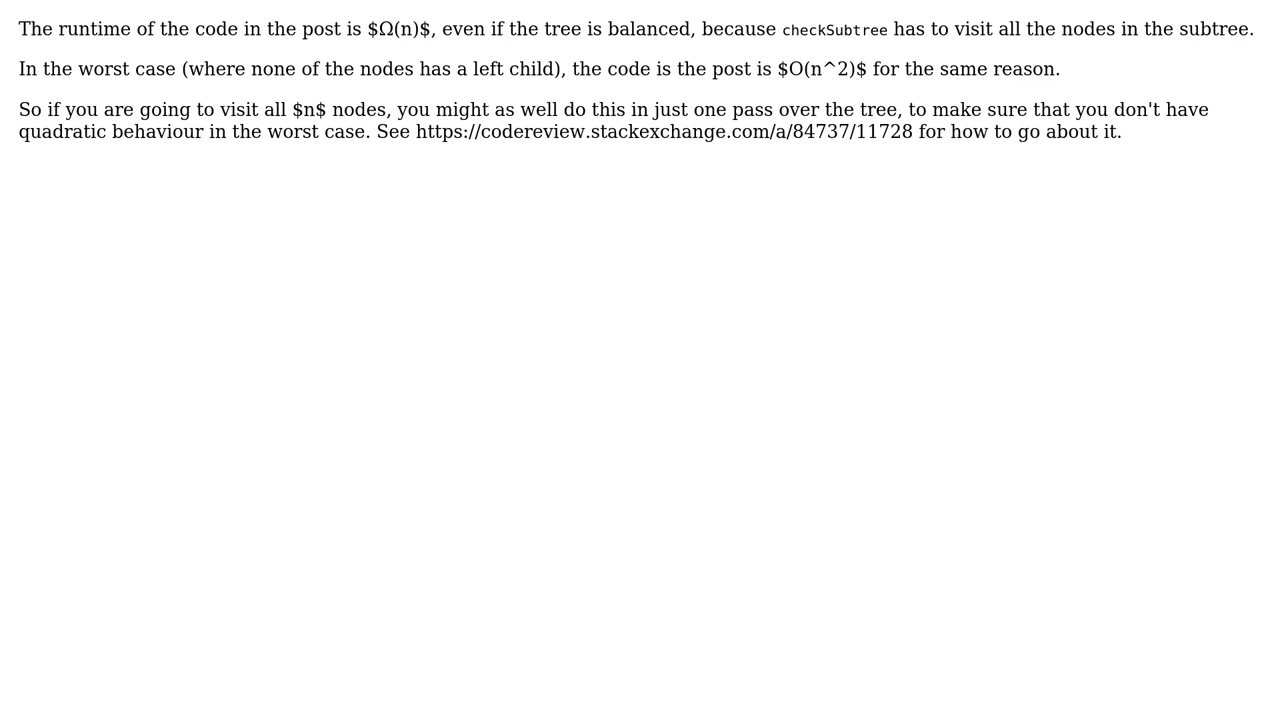 The runtime of the code in the post is $Ω(n)$, even if the tree is balanced, because checkSubtree has to visit all the nodes in the subtree.
In the worst case (where none of the nodes has a left child), the code is the post is $O(n^2)$ for the same reason.
So if you are going to visit all $n$ nodes, you might as well do this in just one pass over the tree, to make sure that you don't have
quadratic behaviour in the worst case. See https://codereview.stackexchange.com/a/84737/11728 for how to go about it.